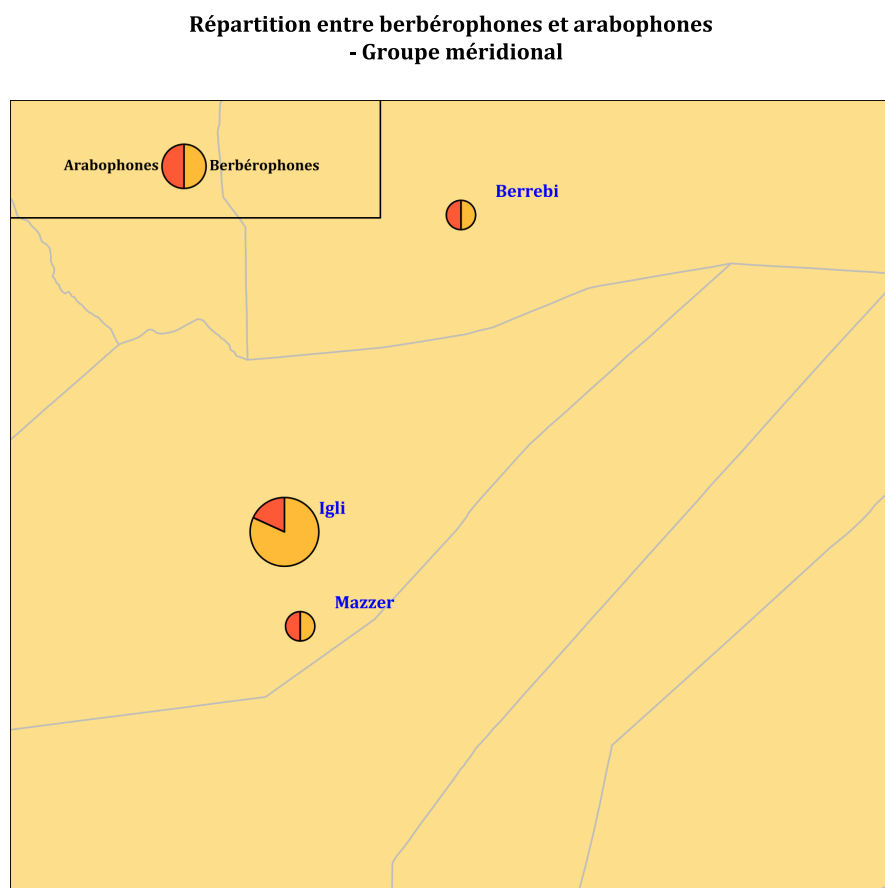 Répartition entre berbérophones et arabophones
- Groupe méridional
Arabophones
Berbérophones
Berrebi
Igli
Mazzer